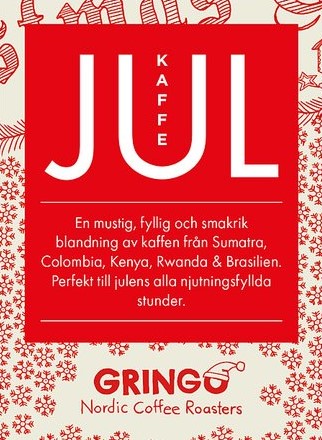 KAFFE
JUL
En mustig, fyllig och smakrik
blandning av kaffen från Sumatra,
Colombia, Kenya, Rwanda & Brasilien.
Perfekt till julens alla njutningsfyllda
stunder.
GRINGO
Nordic Coffee Roasters